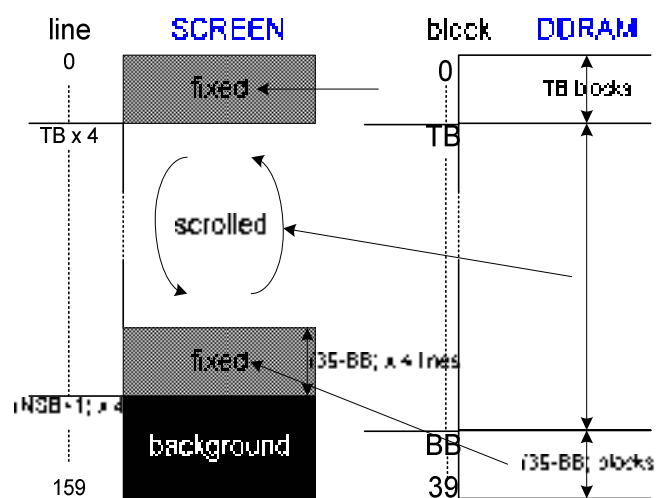 line SCREEN block DDRAM
0 0
fixed TB blocks
TB x 4 TB
scrolled
fixed (35-BB) x 4 lines
background BB
(35-BB) blocks
159 39